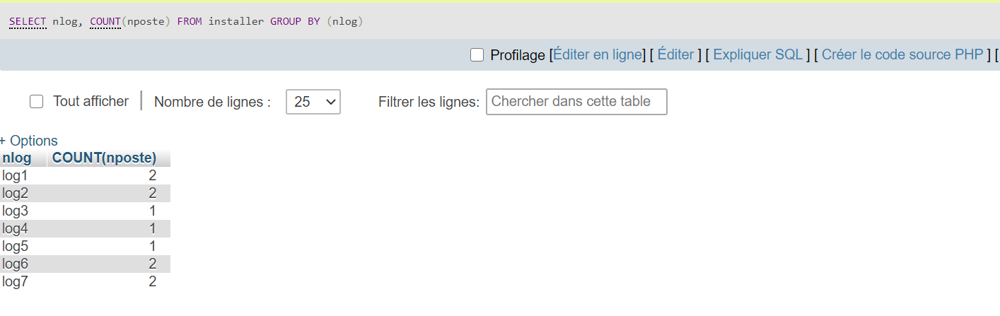 SELECT nlog, COUNT(nposte) FROM installer GROUP BY (nlog)
Profilage [Éditer en ligne] [ Éditer ] [ Expliquer SQL ] [ Créer le code source PHP ] [
Tout afficher | Nombre de lignes : 25 Filtrer les lignes: Chercher dans cette table
+ Options
nlog COUNT(nposte)
log1 2
log2 2
log3 1
log4 1
log5 1
log6 2
log7 2